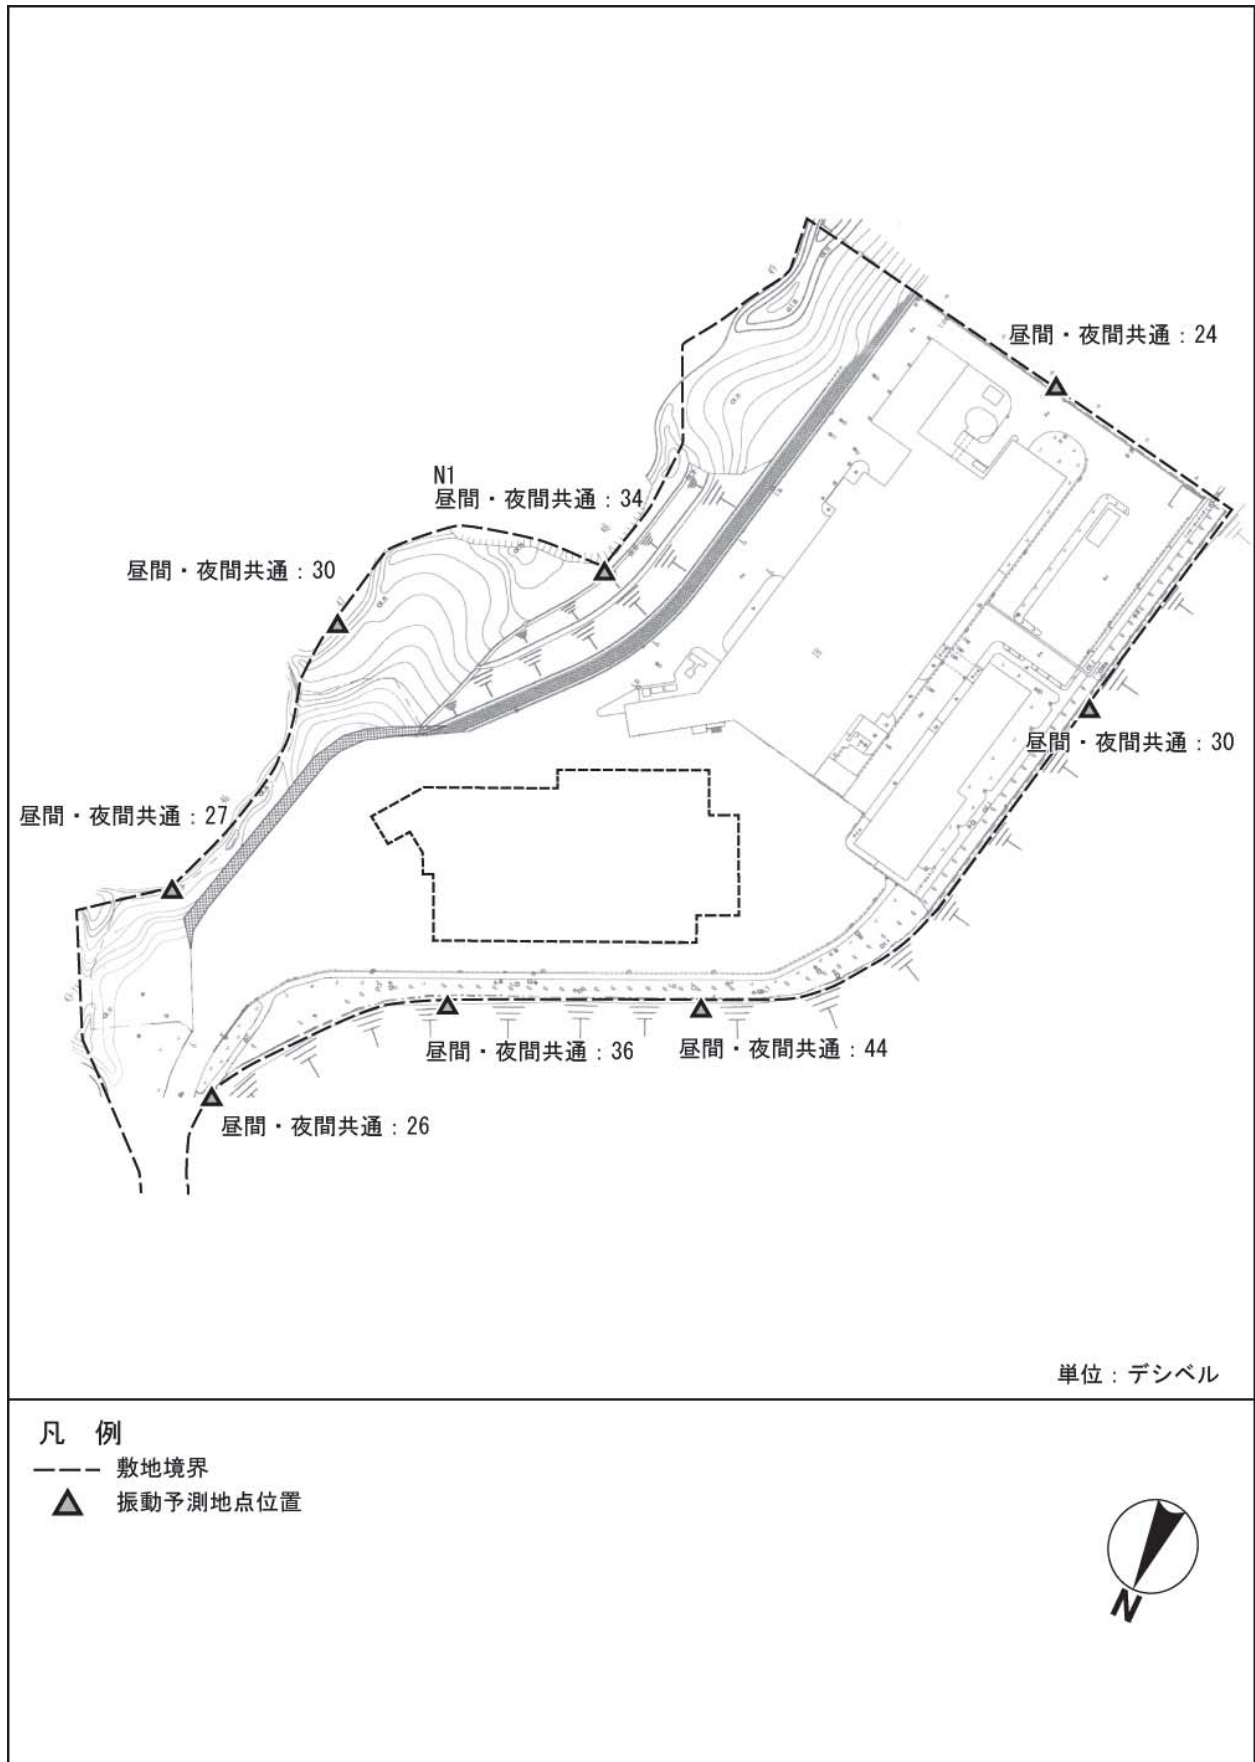 昼間・夜間共通：24
N1
昼間・夜間共通：34
昼間・夜間共通：30
昼間・夜間共通：30
昼間・夜間共通：27
昼間・夜間共通：36
昼間・夜間共通：44
昼間・夜間共通：26
単位：デシベル
凡　例
敷地境界
振動予測地点位置
N